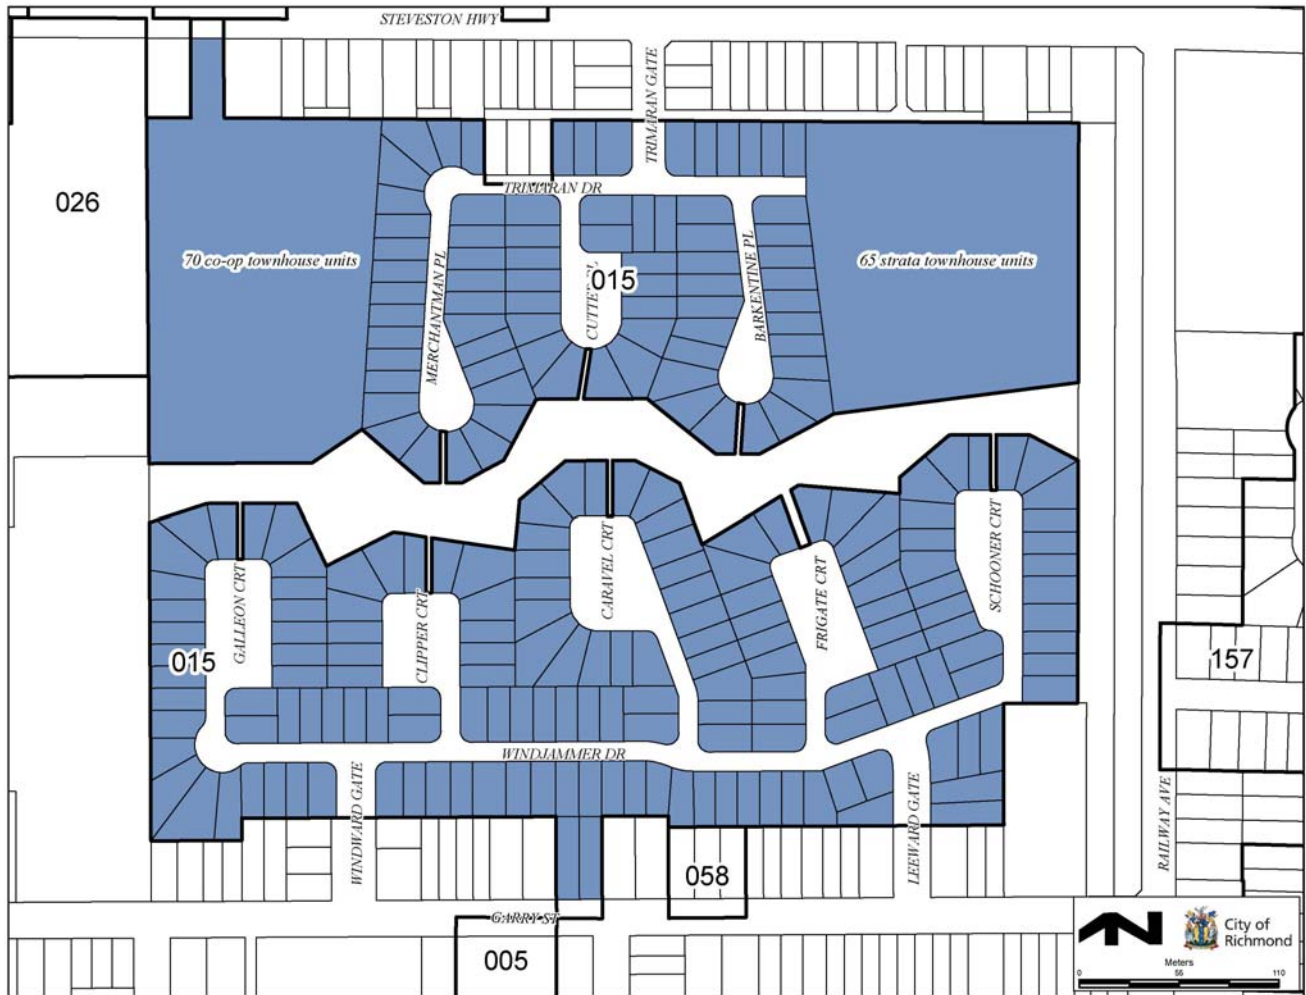 STEVESTON HWY
TRIMARAN GATE
026
TRIMARAN DR
70 co-op townhouse units
65 strata townhouse units
015
MERCHANTMAN PL
BARKENTINE PL
GALLEON CRT
CLIPPER CRT
CARAVEL CRT
FRIGATE CRT
SCHOONER CRT
015
157
WINDJAMMER DR
WINDWARD GATE
LEEWARD GATE
RAILWAY AVE
058
GARRY ST
005
City of
Richmond
Meters
0 55 110